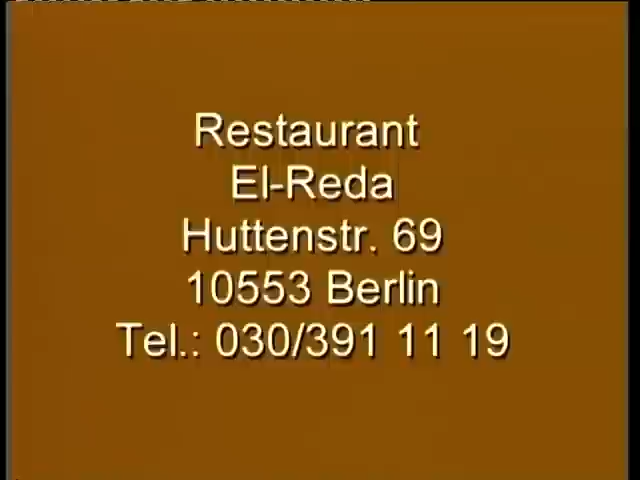 Restaurant
El-Reda
Huttenstr. 69
10553 Berlin
Tel.: 030/391 11 19